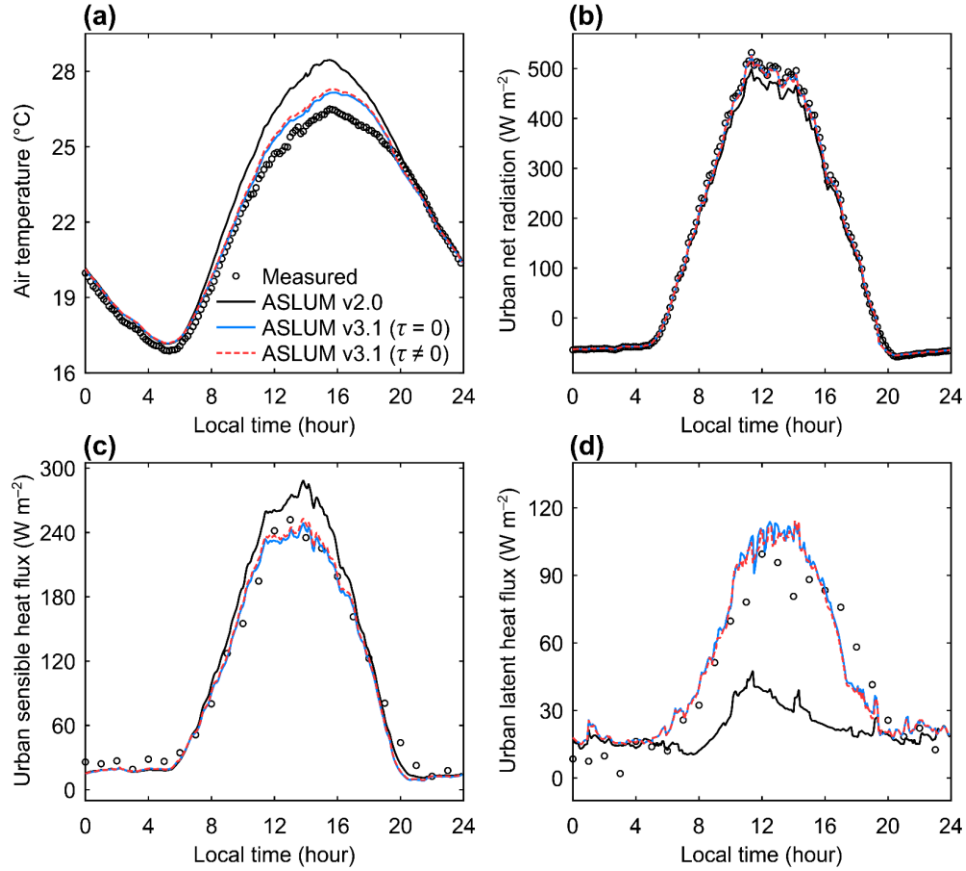 (a)
Air temperature (°C)
28
25
22
19
16
Measured
ASLUM v2.0
ASLUM v3.1 (τ = 0)
ASLUM v3.1 (τ ≠ 0)
0 4 8 12 16 20 24
Local time (hour)
(b)
Urban net radiation (W m⁻²)
500
400
300
200
100
0
0 4 8 12 16 20 24
Local time (hour)
(c)
Urban sensible heat flux (W m⁻²)
300
240
180
120
60
0
0 4 8 12 16 20 24
Local time (hour)
(d)
Urban latent heat flux (W m⁻²)
120
90
60
30
0
0 4 8 12 16 20 24
Local time (hour)